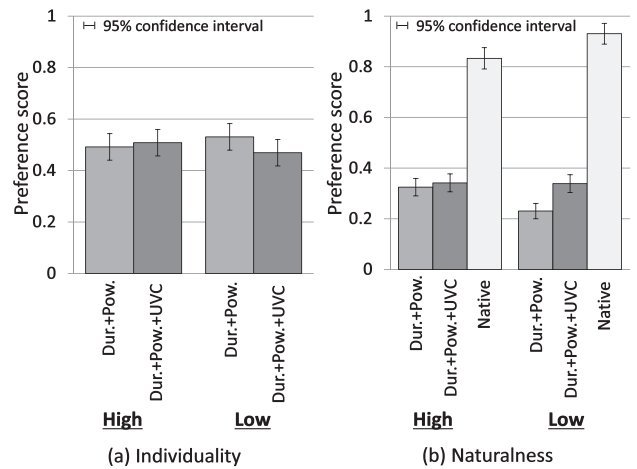 1
0.8
0.6
0.4
0.2
0
Preference score
95% confidence interval
Dur.+Pow.
Dur.+Pow.+UVC
Dur.+Pow.
Dur.+Pow.+UVC
High
Low
(a) Individuality
1
0.8
0.6
0.4
0.2
0
Preference score
95% confidence interval
Dur.+Pow.
Dur.+Pow.+UVC
Native
Dur.+Pow.
Dur.+Pow.+UVC
Native
High
Low
(b) Naturalness